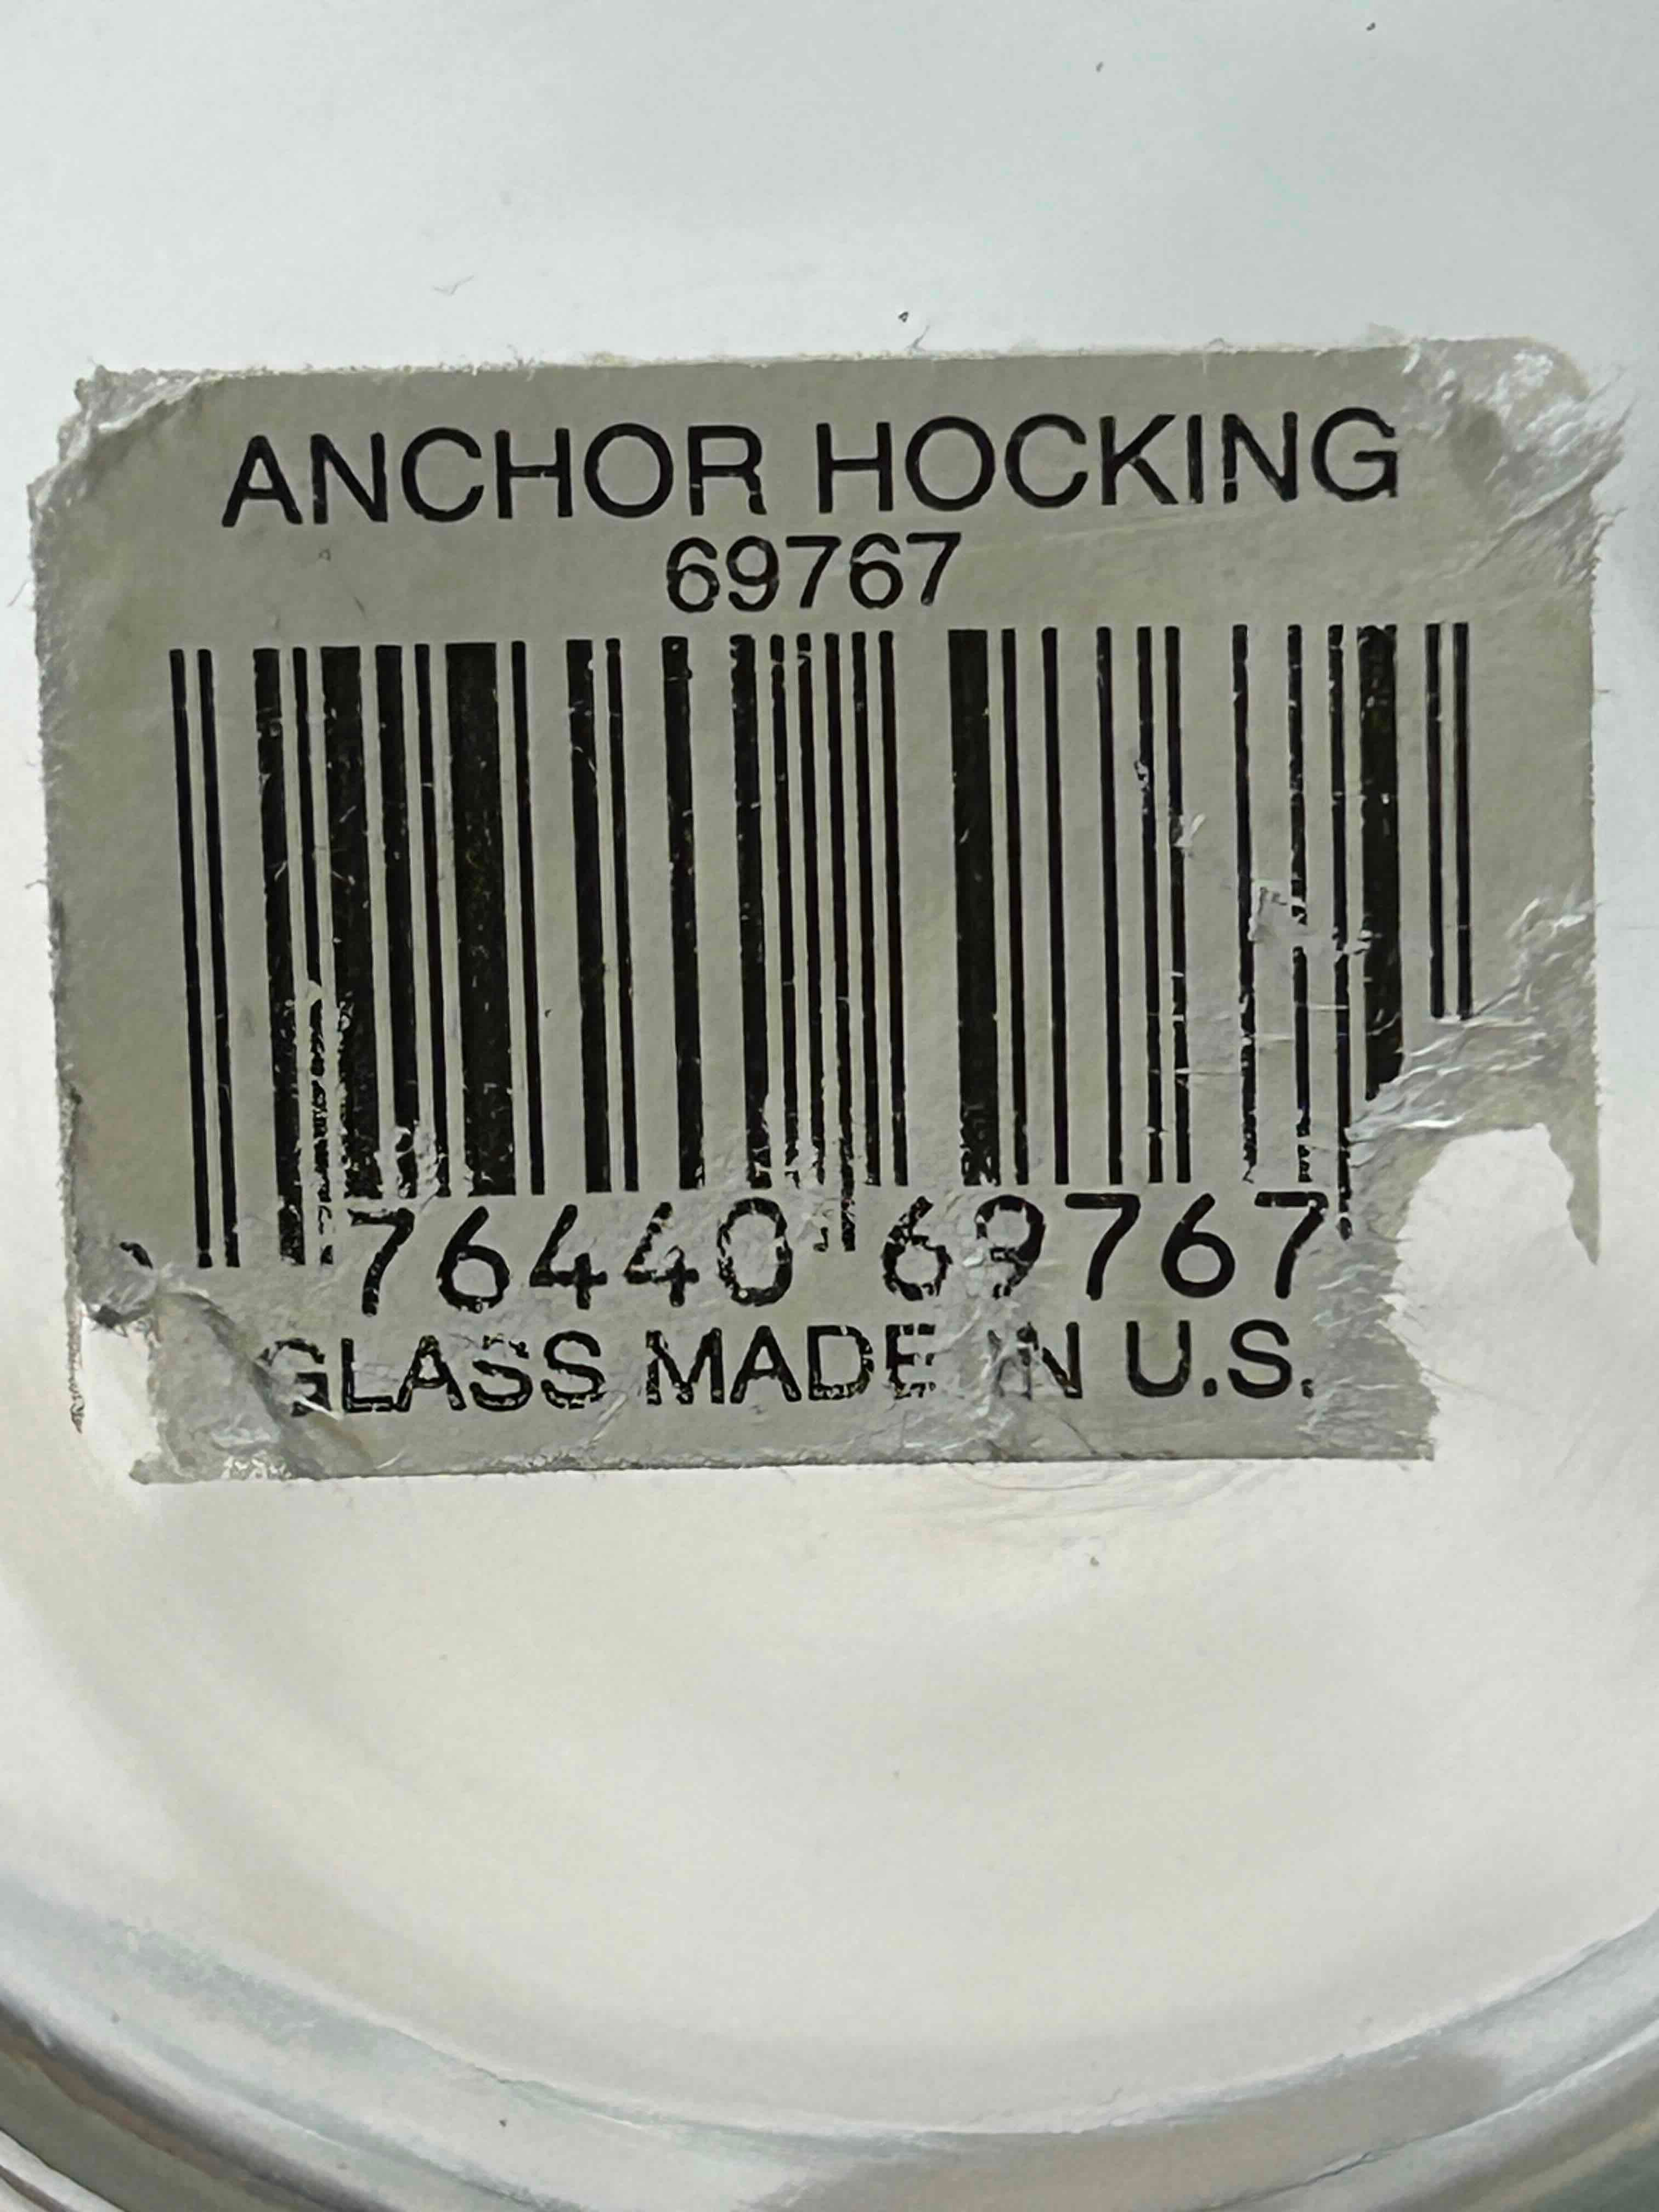 ANCHOR HOCKING
69767
76440 69767
GLASS MADE IN U.S.